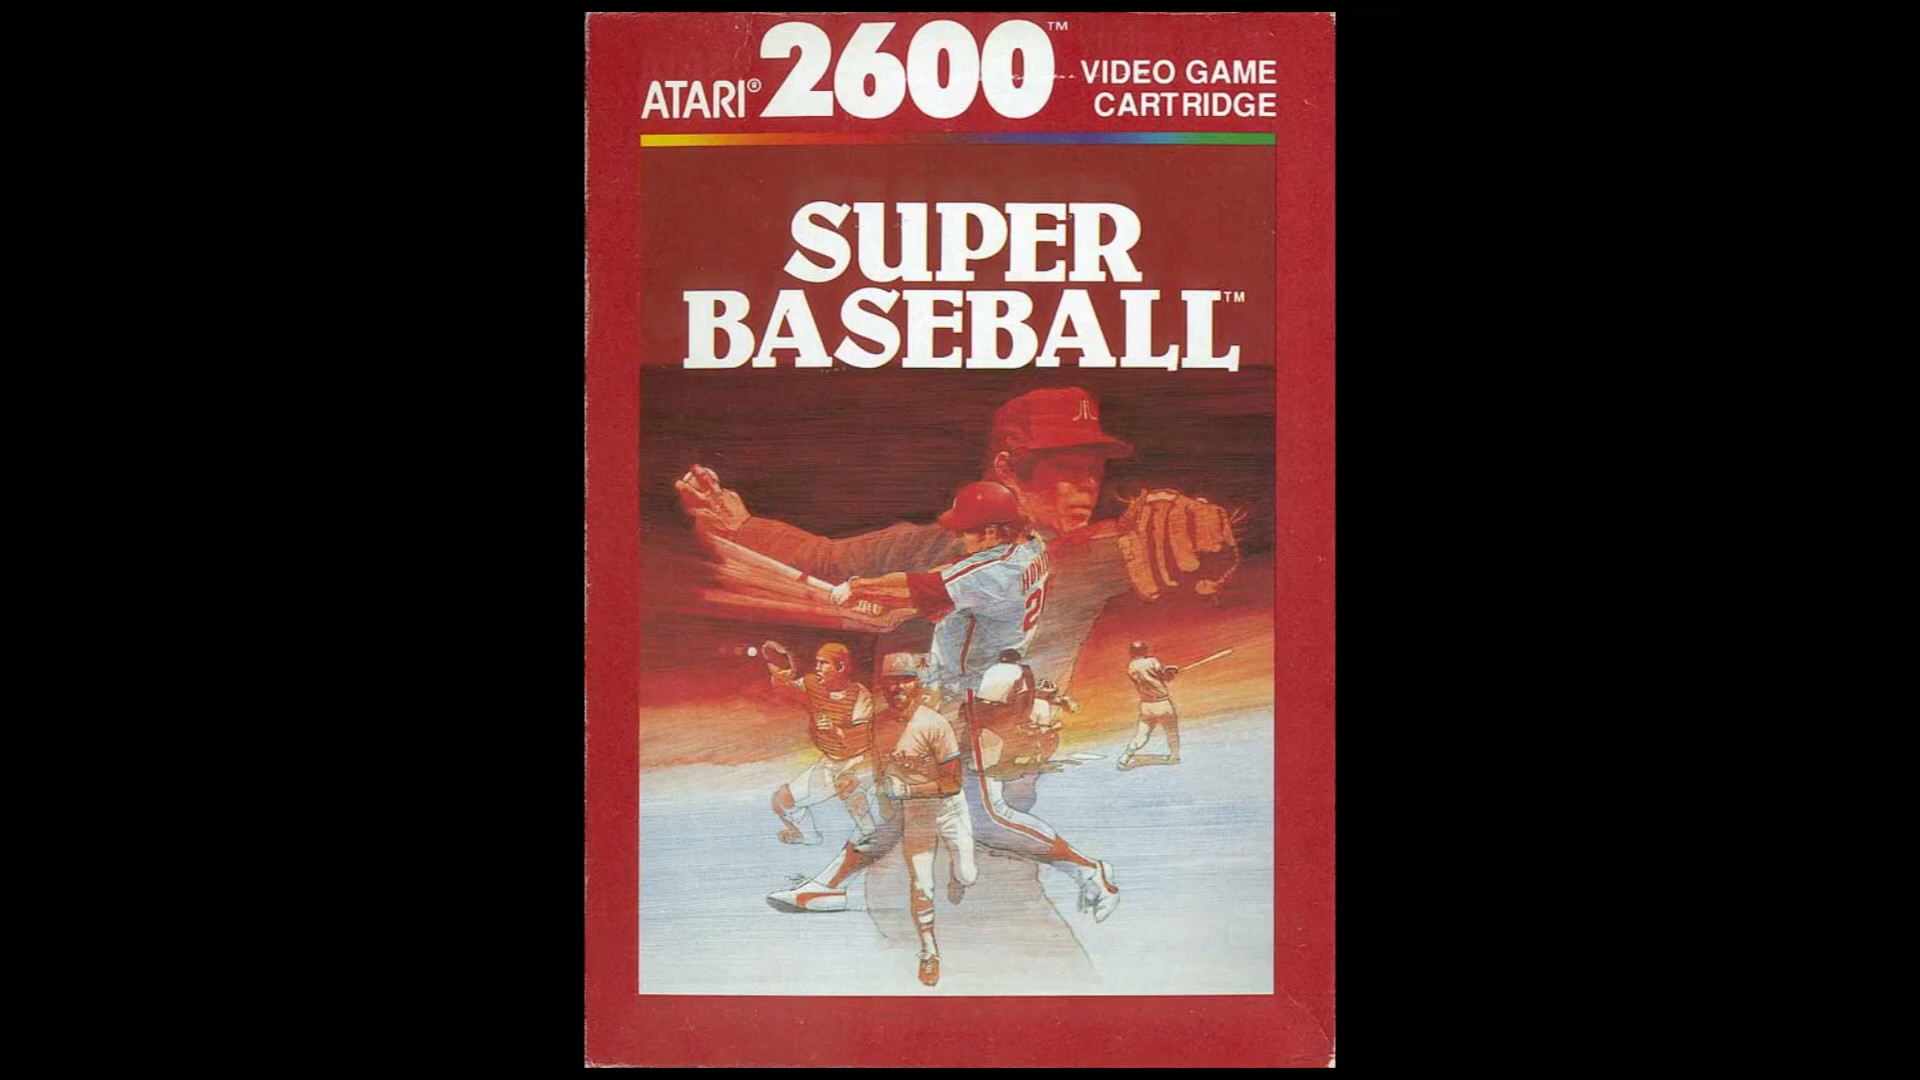 ATARI® 2600™ VIDEO GAME
CARTRIDGE
SUPER
BASEBALL™